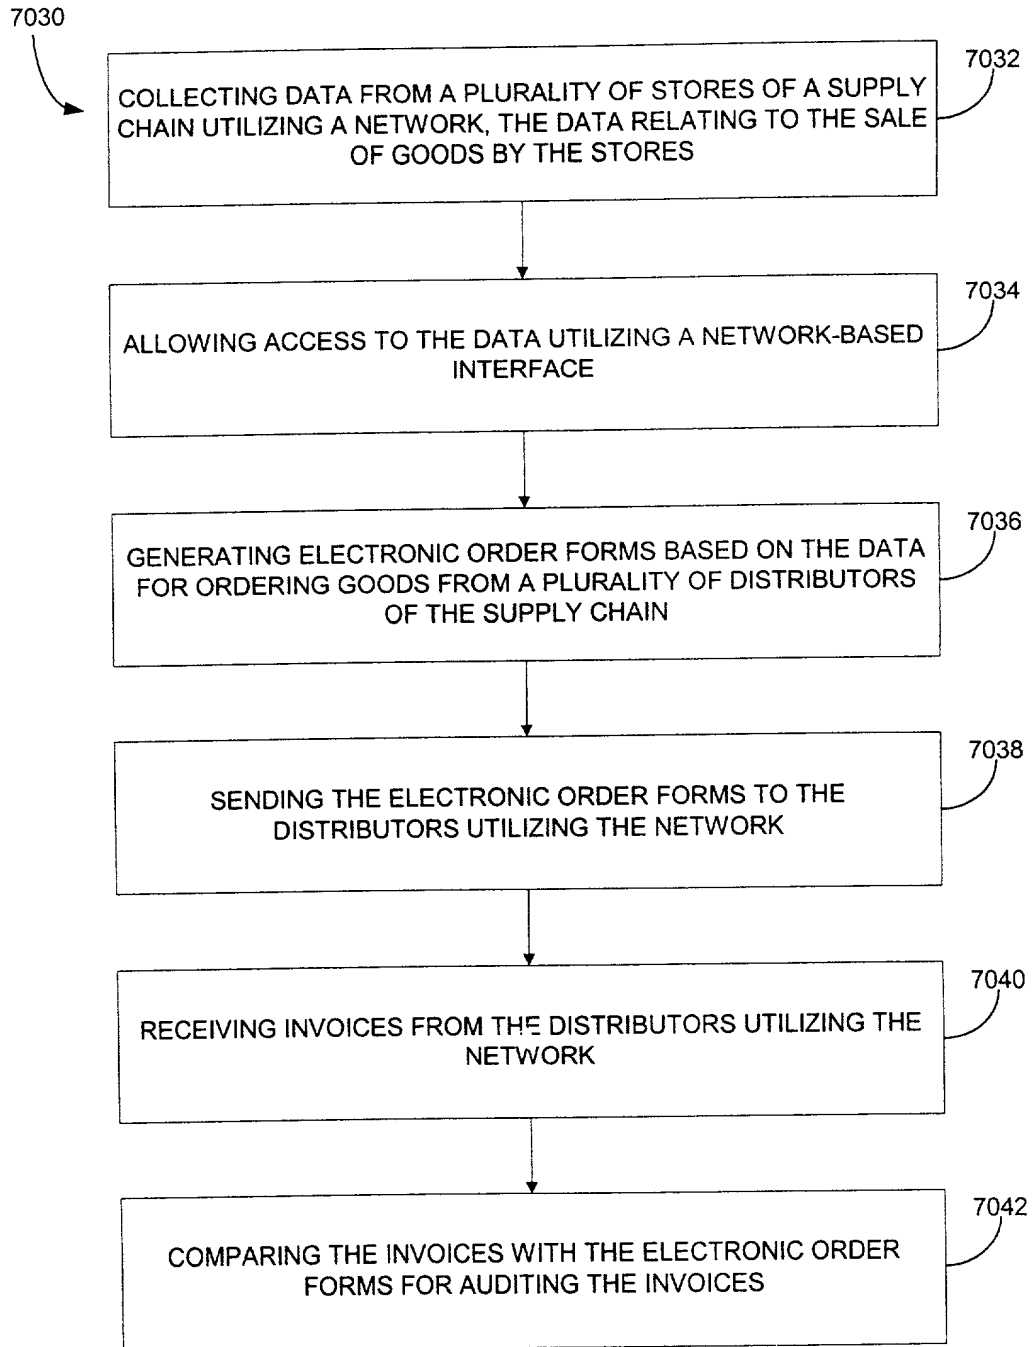 7030
7032
COLLECTING DATA FROM A PLURALITY OF STORES OF A SUPPLY
CHAIN UTILIZING A NETWORK, THE DATA RELATING TO THE SALE
OF GOODS BY THE STORES
7034
ALLOWING ACCESS TO THE DATA UTILIZING A NETWORK-BASED
INTERFACE
7036
GENERATING ELECTRONIC ORDER FORMS BASED ON THE DATA
FOR ORDERING GOODS FROM A PLURALITY OF DISTRIBUTORS
OF THE SUPPLY CHAIN
7038
SENDING THE ELECTRONIC ORDER FORMS TO THE
DISTRIBUTORS UTILIZING THE NETWORK
7040
RECEIVING INVOICES FROM THE DISTRIBUTORS UTILIZING THE
NETWORK
7042
COMPARING THE INVOICES WITH THE ELECTRONIC ORDER
FORMS FOR AUDITING THE INVOICES